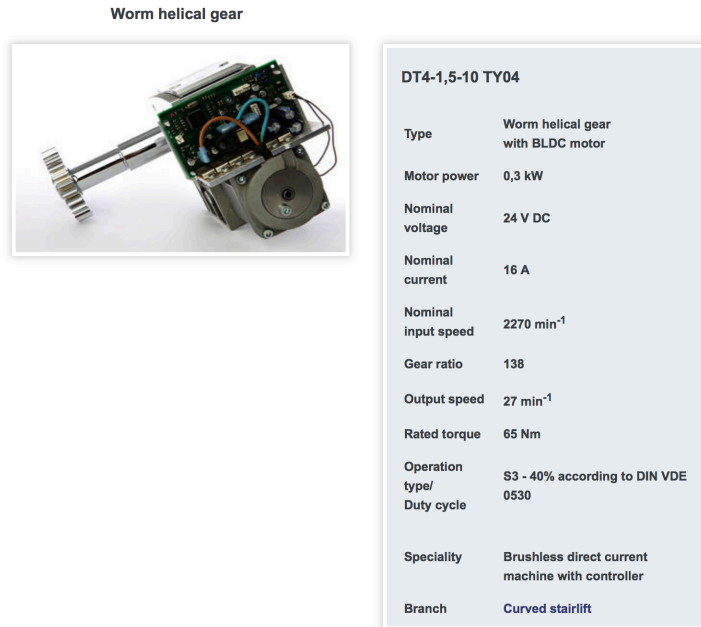 Worm helical gear
DT4-1,5-10 TY04
Type
Worm helical gear
with BLDC motor
Motor power
0,3 kW
Nominal
voltage
24 V DC
Nominal
current
16 A
Nominal
input speed
2270 min⁻¹
Gear ratio
138
Output speed
27 min⁻¹
Rated torque
65 Nm
Operation
type/
Duty cycle
S3 - 40% according to DIN VDE
0530
Speciality
Brushless direct current
machine with controller
Branch
Curved stairlift